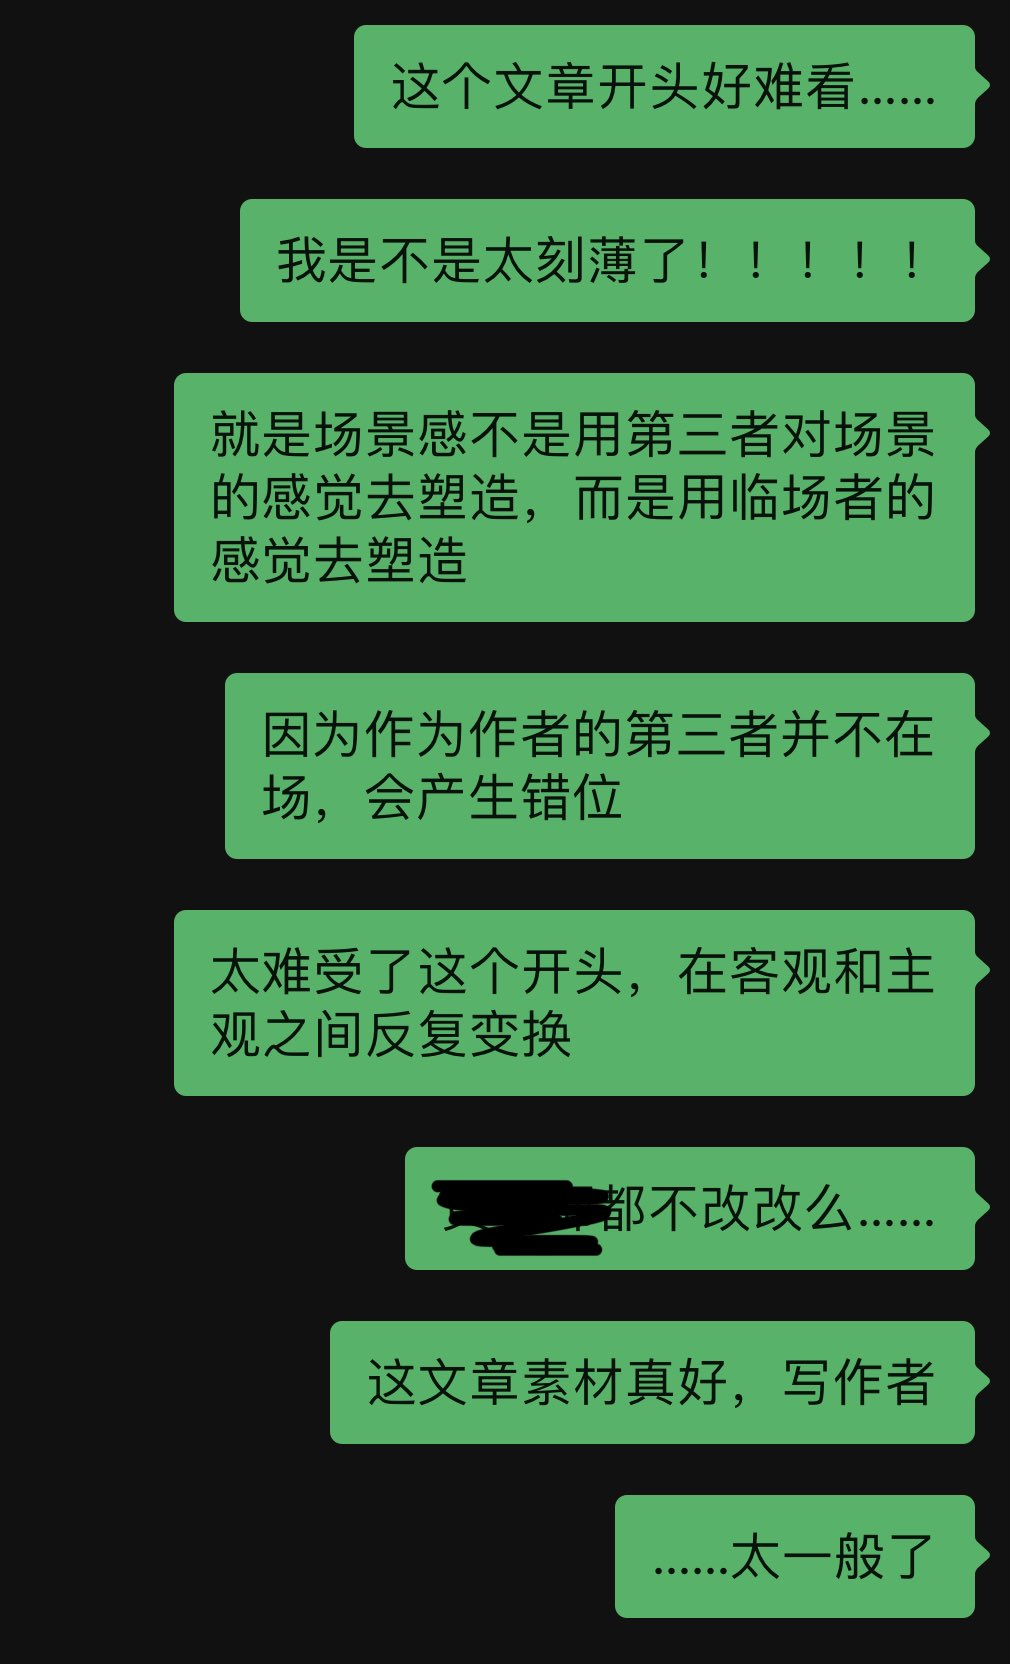 这个文章开头好难看……
我是不是太刻薄了！！！！！
就是场景感不是用第三者对场景
的感觉去塑造，而是用临场者的
感觉去塑造
因为作为作者的第三者并不在
场，会产生错位
太难受了这个开头，在客观和主
观之间反复变换
都不改改么……
这文章素材真好，写作者
……太一般了